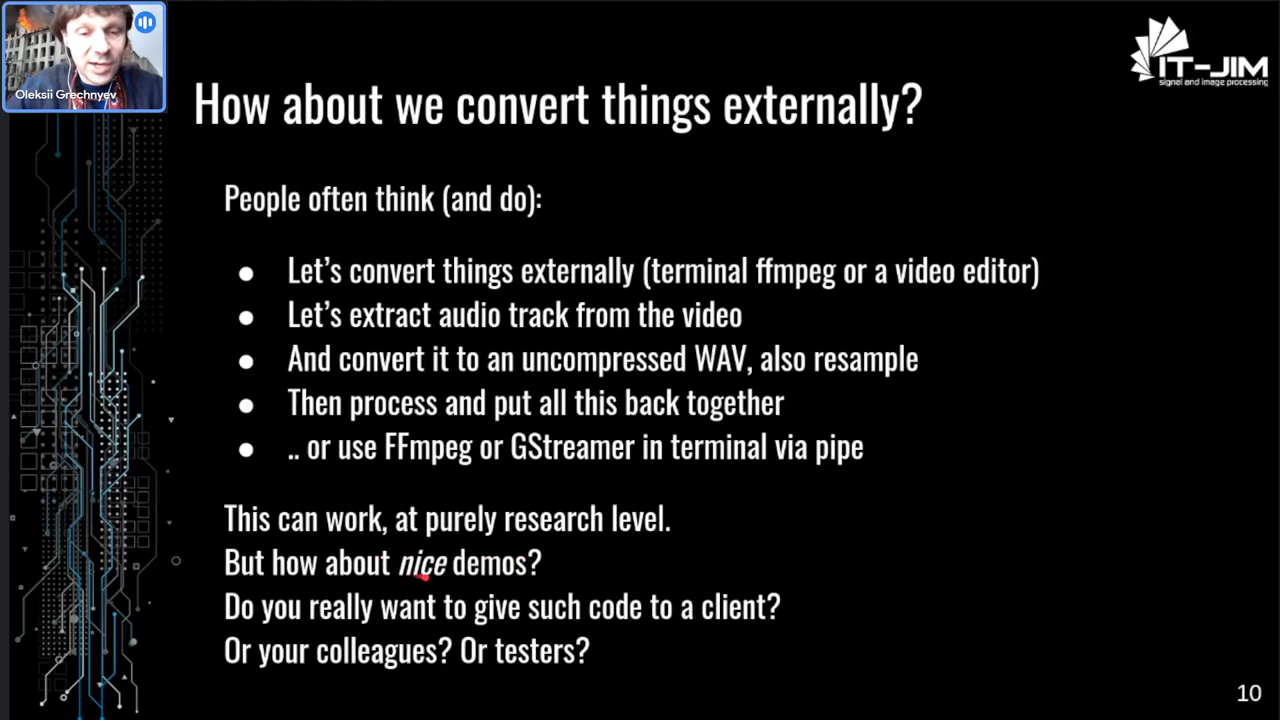 Oleksii Grechnyev
IT-JIM
signal and image processing
How about we convert things externally?
People often think (and do):
● Let's convert things externally (terminal ffmpeg or a video editor)
● Let's extract audio track from the video
● And convert it to an uncompressed WAV, also resample
● Then process and put all this back together
● .. or use FFmpeg or GStreamer in terminal via pipe
This can work, at purely research level.
But how about nice demos?
Do you really want to give such code to a client?
Or your colleagues? Or testers?
10